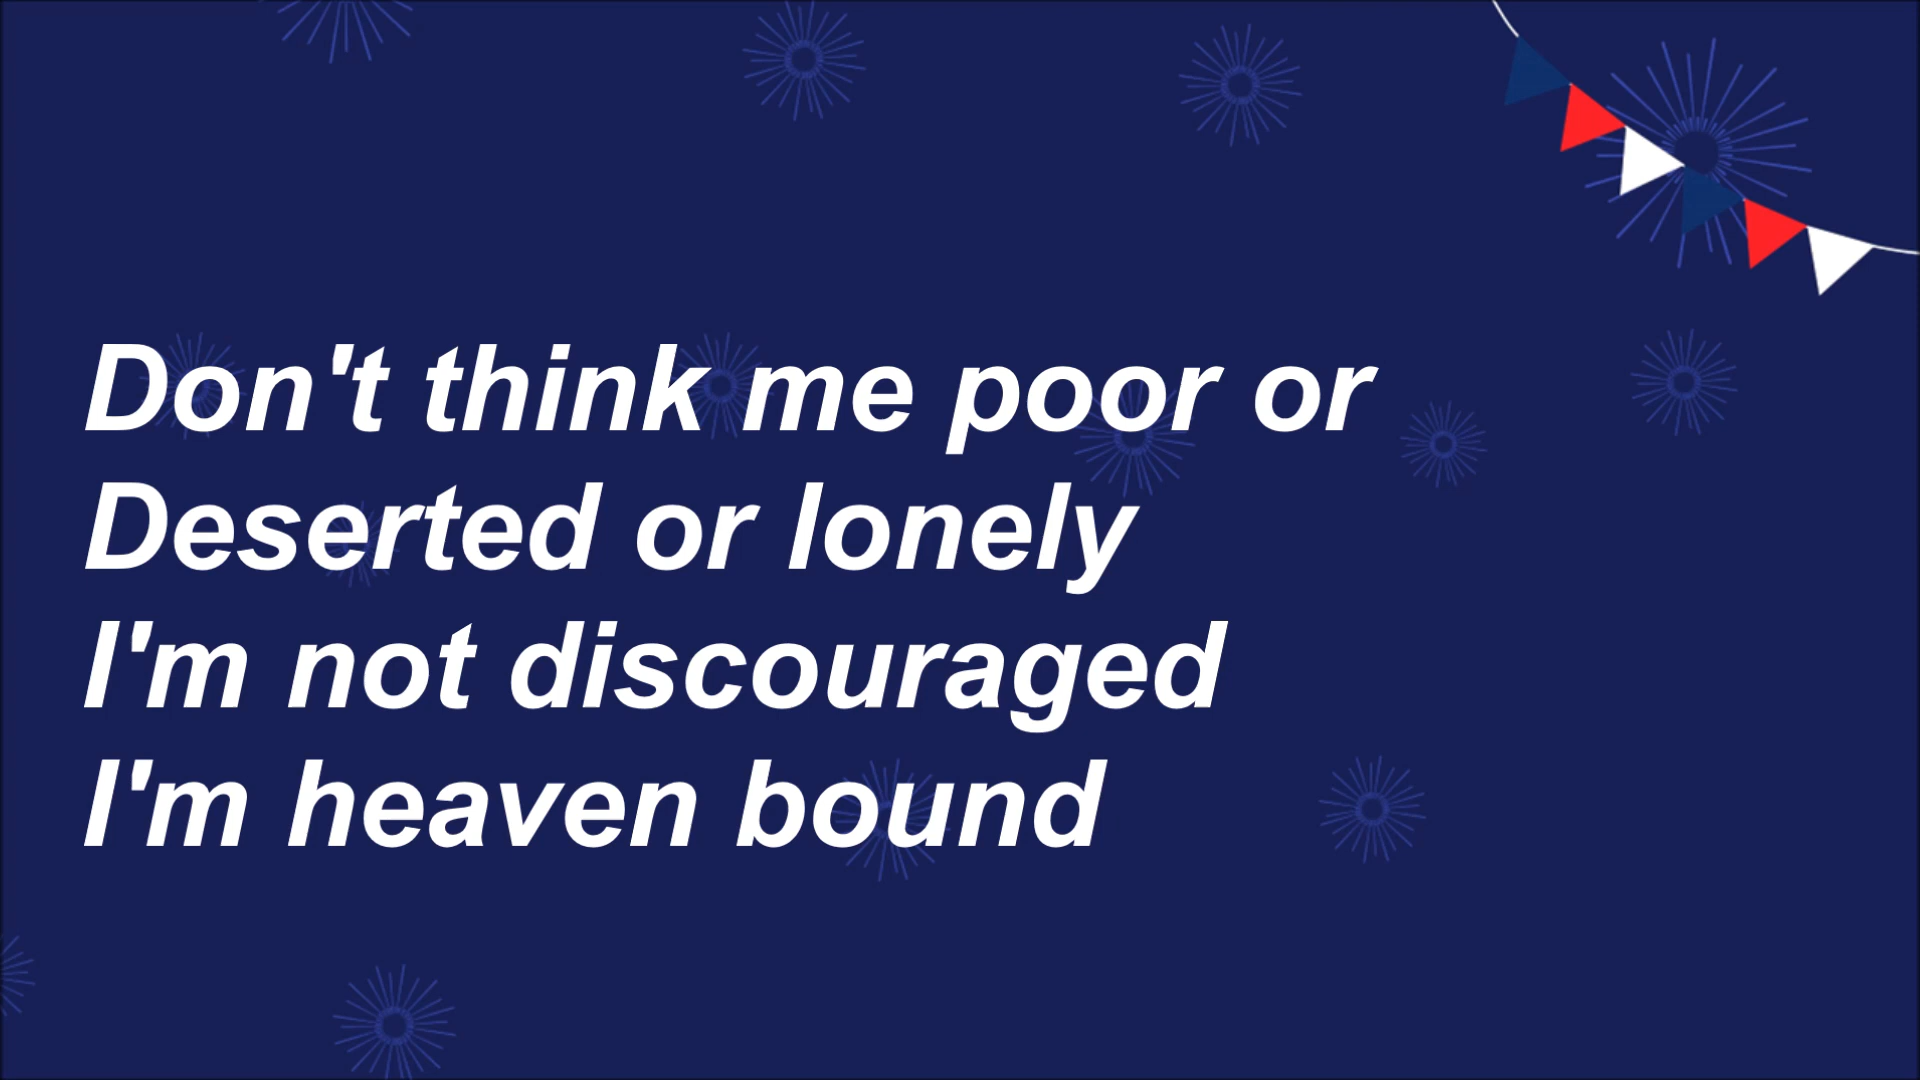 Don't think me poor or
Deserted or lonely
I'm not discouraged
I'm heaven bound